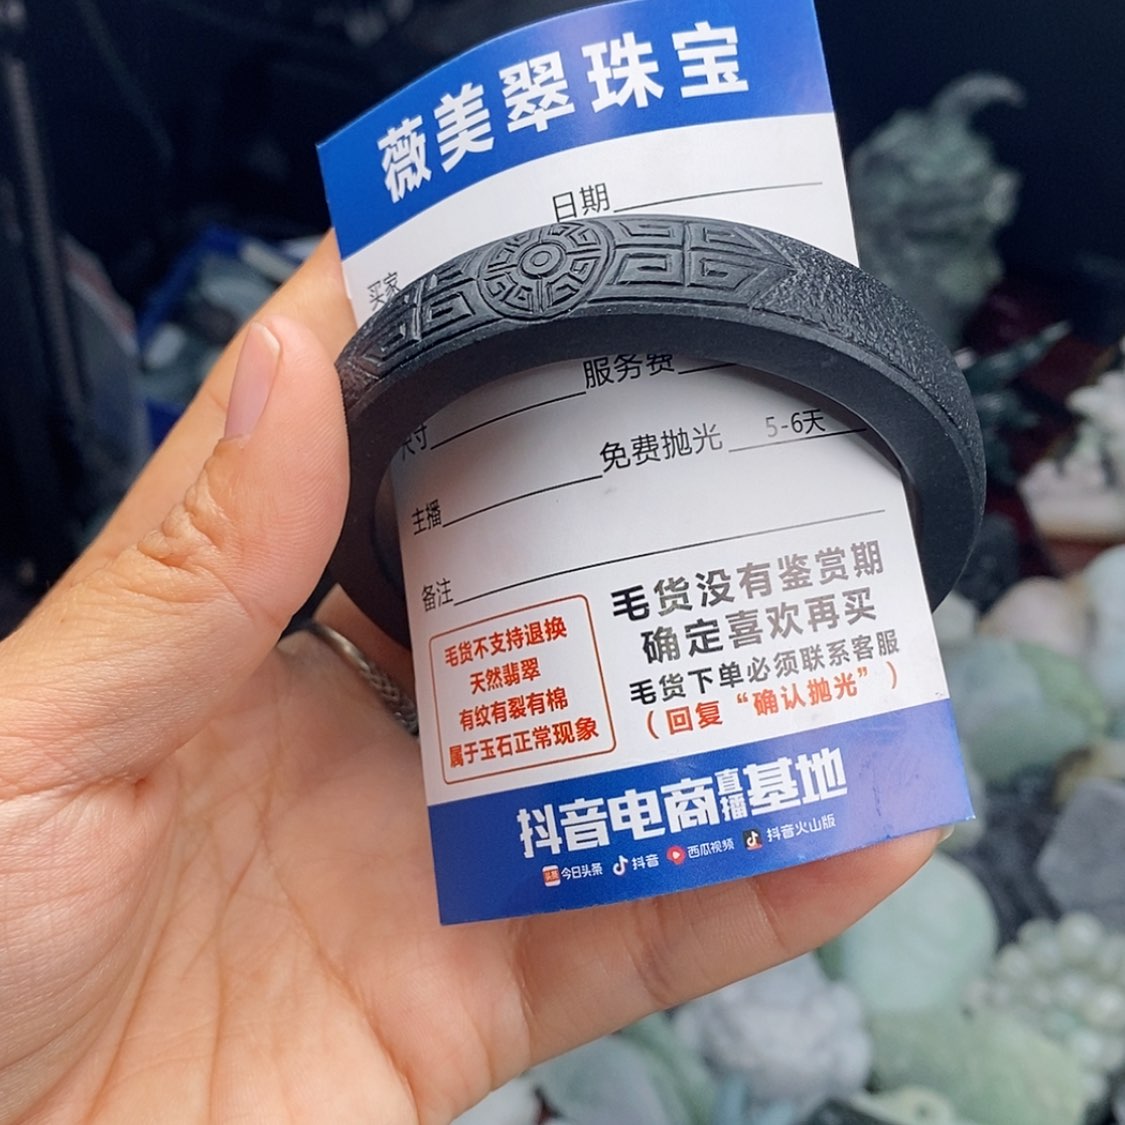 薇美翠珠宝
日期
买家
服务费
尺寸
免费抛光 5-6天
主播
备注
毛货不支持退换
天然翡翠
有纹有裂有棉
属于玉石正常现象
毛货没有鉴赏期
确定喜欢再买
毛货下单必须联系客服
（回复“确认抛光”）
抖音电商直播基地
头条 今日头条 抖音 西瓜视频 抖音火山版